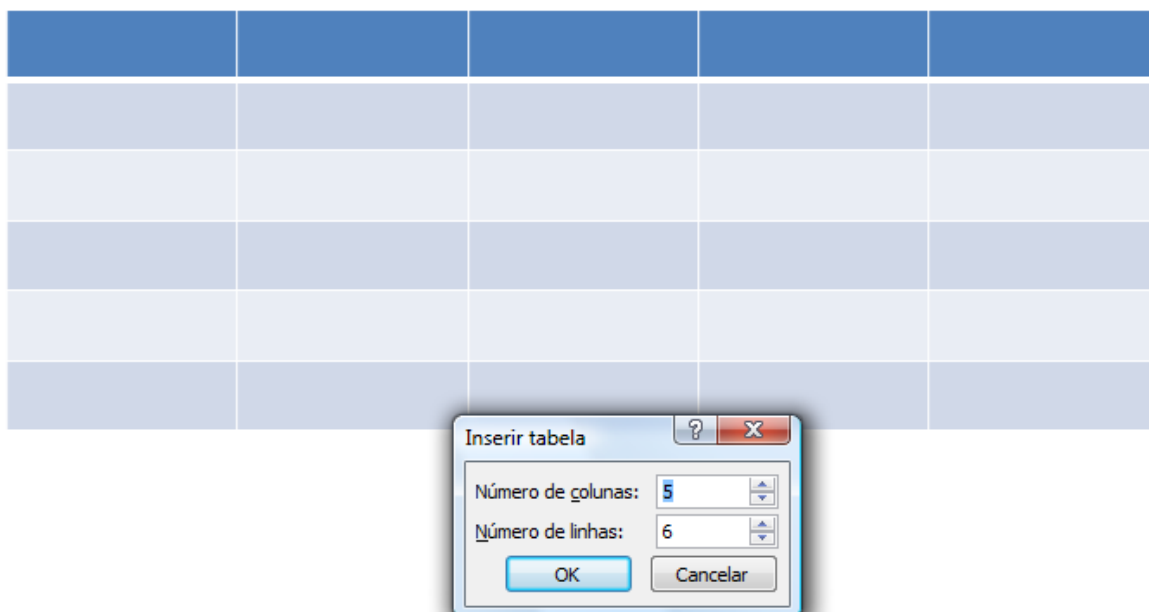 Inserir tabela
Número de colunas: 5
Número de linhas: 6
OK Cancelar